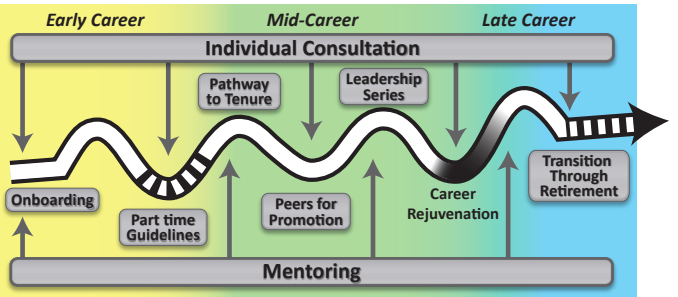 Early Career
Mid-Career
Late Career
Individual Consultation
Pathway
to Tenure
Leadership
Series
Onboarding
Part time
Guidelines
Peers for
Promotion
Career
Rejuvenation
Transition
Through
Retirement
Mentoring